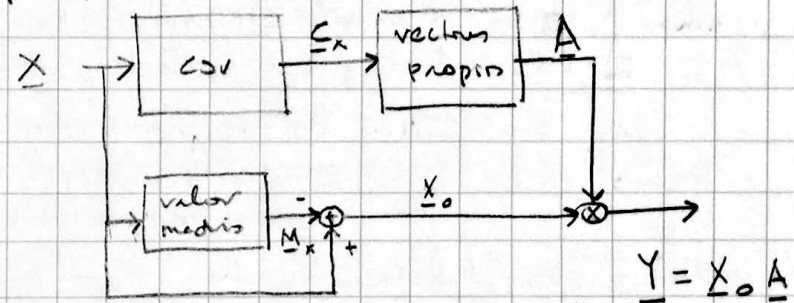 X
cov
C_x
vectores propios
A
valor medio
-
M_x
+
X_0
Y = X_0 A